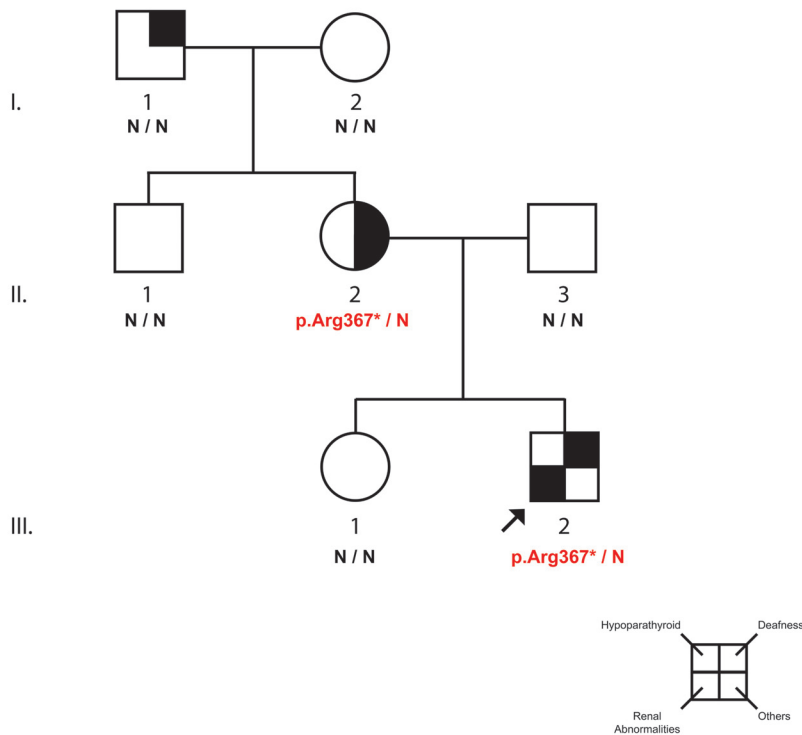 I.
1
N / N
2
N / N
II.
1
N / N
2
p.Arg367* / N
3
N / N
III.
1
N / N
2
p.Arg367* / N
Hypoparathyroid
Deafness
Renal
Abnormalities
Others